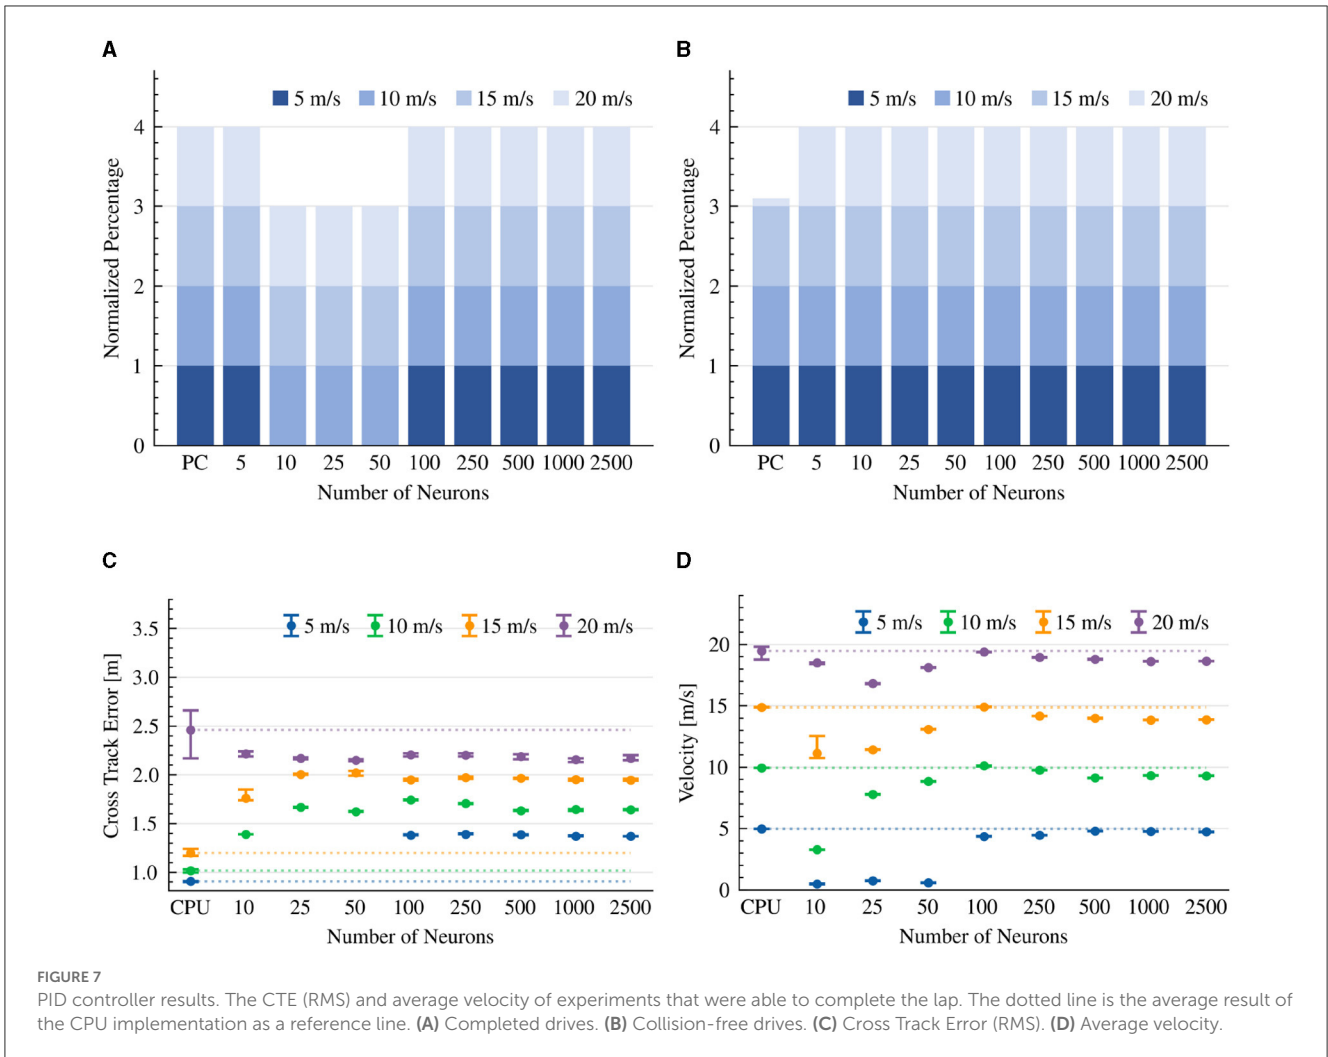 A
5 m/s 10 m/s 15 m/s 20 m/s
Normalized Percentage
4
3
2
1
0
PC 5 10 25 50 100 250 500 1000 2500
Number of Neurons
B
5 m/s 10 m/s 15 m/s 20 m/s
Normalized Percentage
4
3
2
1
0
PC 5 10 25 50 100 250 500 1000 2500
Number of Neurons
C
5 m/s 10 m/s 15 m/s 20 m/s
Cross Track Error [m]
3.5
3.0
2.5
2.0
1.5
1.0
CPU 10 25 50 100 250 500 1000 2500
Number of Neurons
D
5 m/s 10 m/s 15 m/s 20 m/s
Velocity [m/s]
20
15
10
5
0
CPU 10 25 50 100 250 500 1000 2500
Number of Neurons
FIGURE 7
PID controller results. The CTE (RMS) and average velocity of experiments that were able to complete the lap. The dotted line is the average result of
the CPU implementation as a reference line. (A) Completed drives. (B) Collision-free drives. (C) Cross Track Error (RMS). (D) Average velocity.